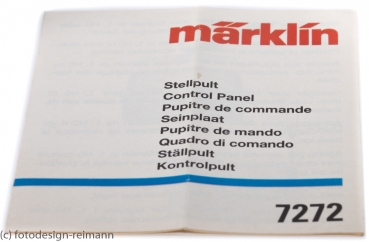 märklin
Stellpult
Control Panel
Pupitre de commande
Seinplaat
Pupitre de mando
Quadro di comando
Ställpult
Kontrolpult
7272
(c) fotodesign-reimann